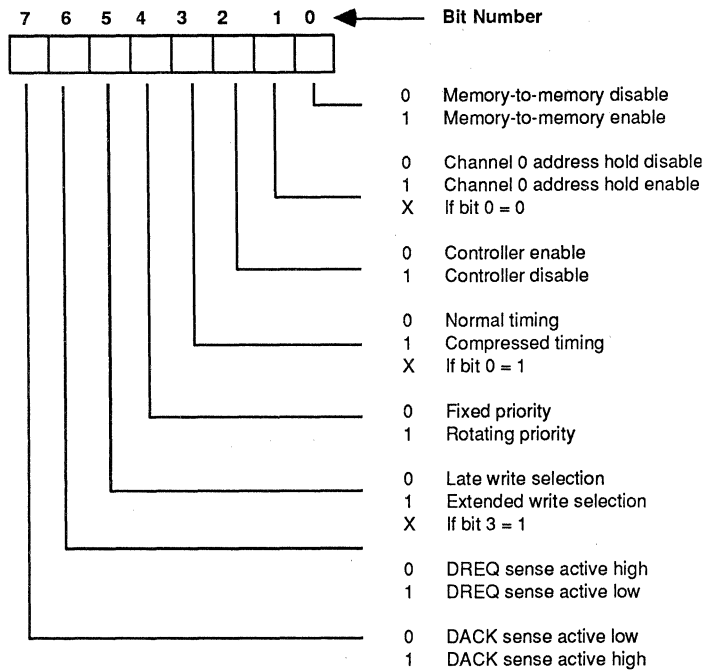 7 6 5 4 3 2 1 0 Bit Number
0 Memory-to-memory disable
1 Memory-to-memory enable
0 Channel 0 address hold disable
1 Channel 0 address hold enable
X If bit 0 = 0
0 Controller enable
1 Controller disable
0 Normal timing
1 Compressed timing
X If bit 0 = 1
0 Fixed priority
1 Rotating priority
0 Late write selection
1 Extended write selection
X If bit 3 = 1
0 DREQ sense active high
1 DREQ sense active low
0 DACK sense active low
1 DACK sense active high